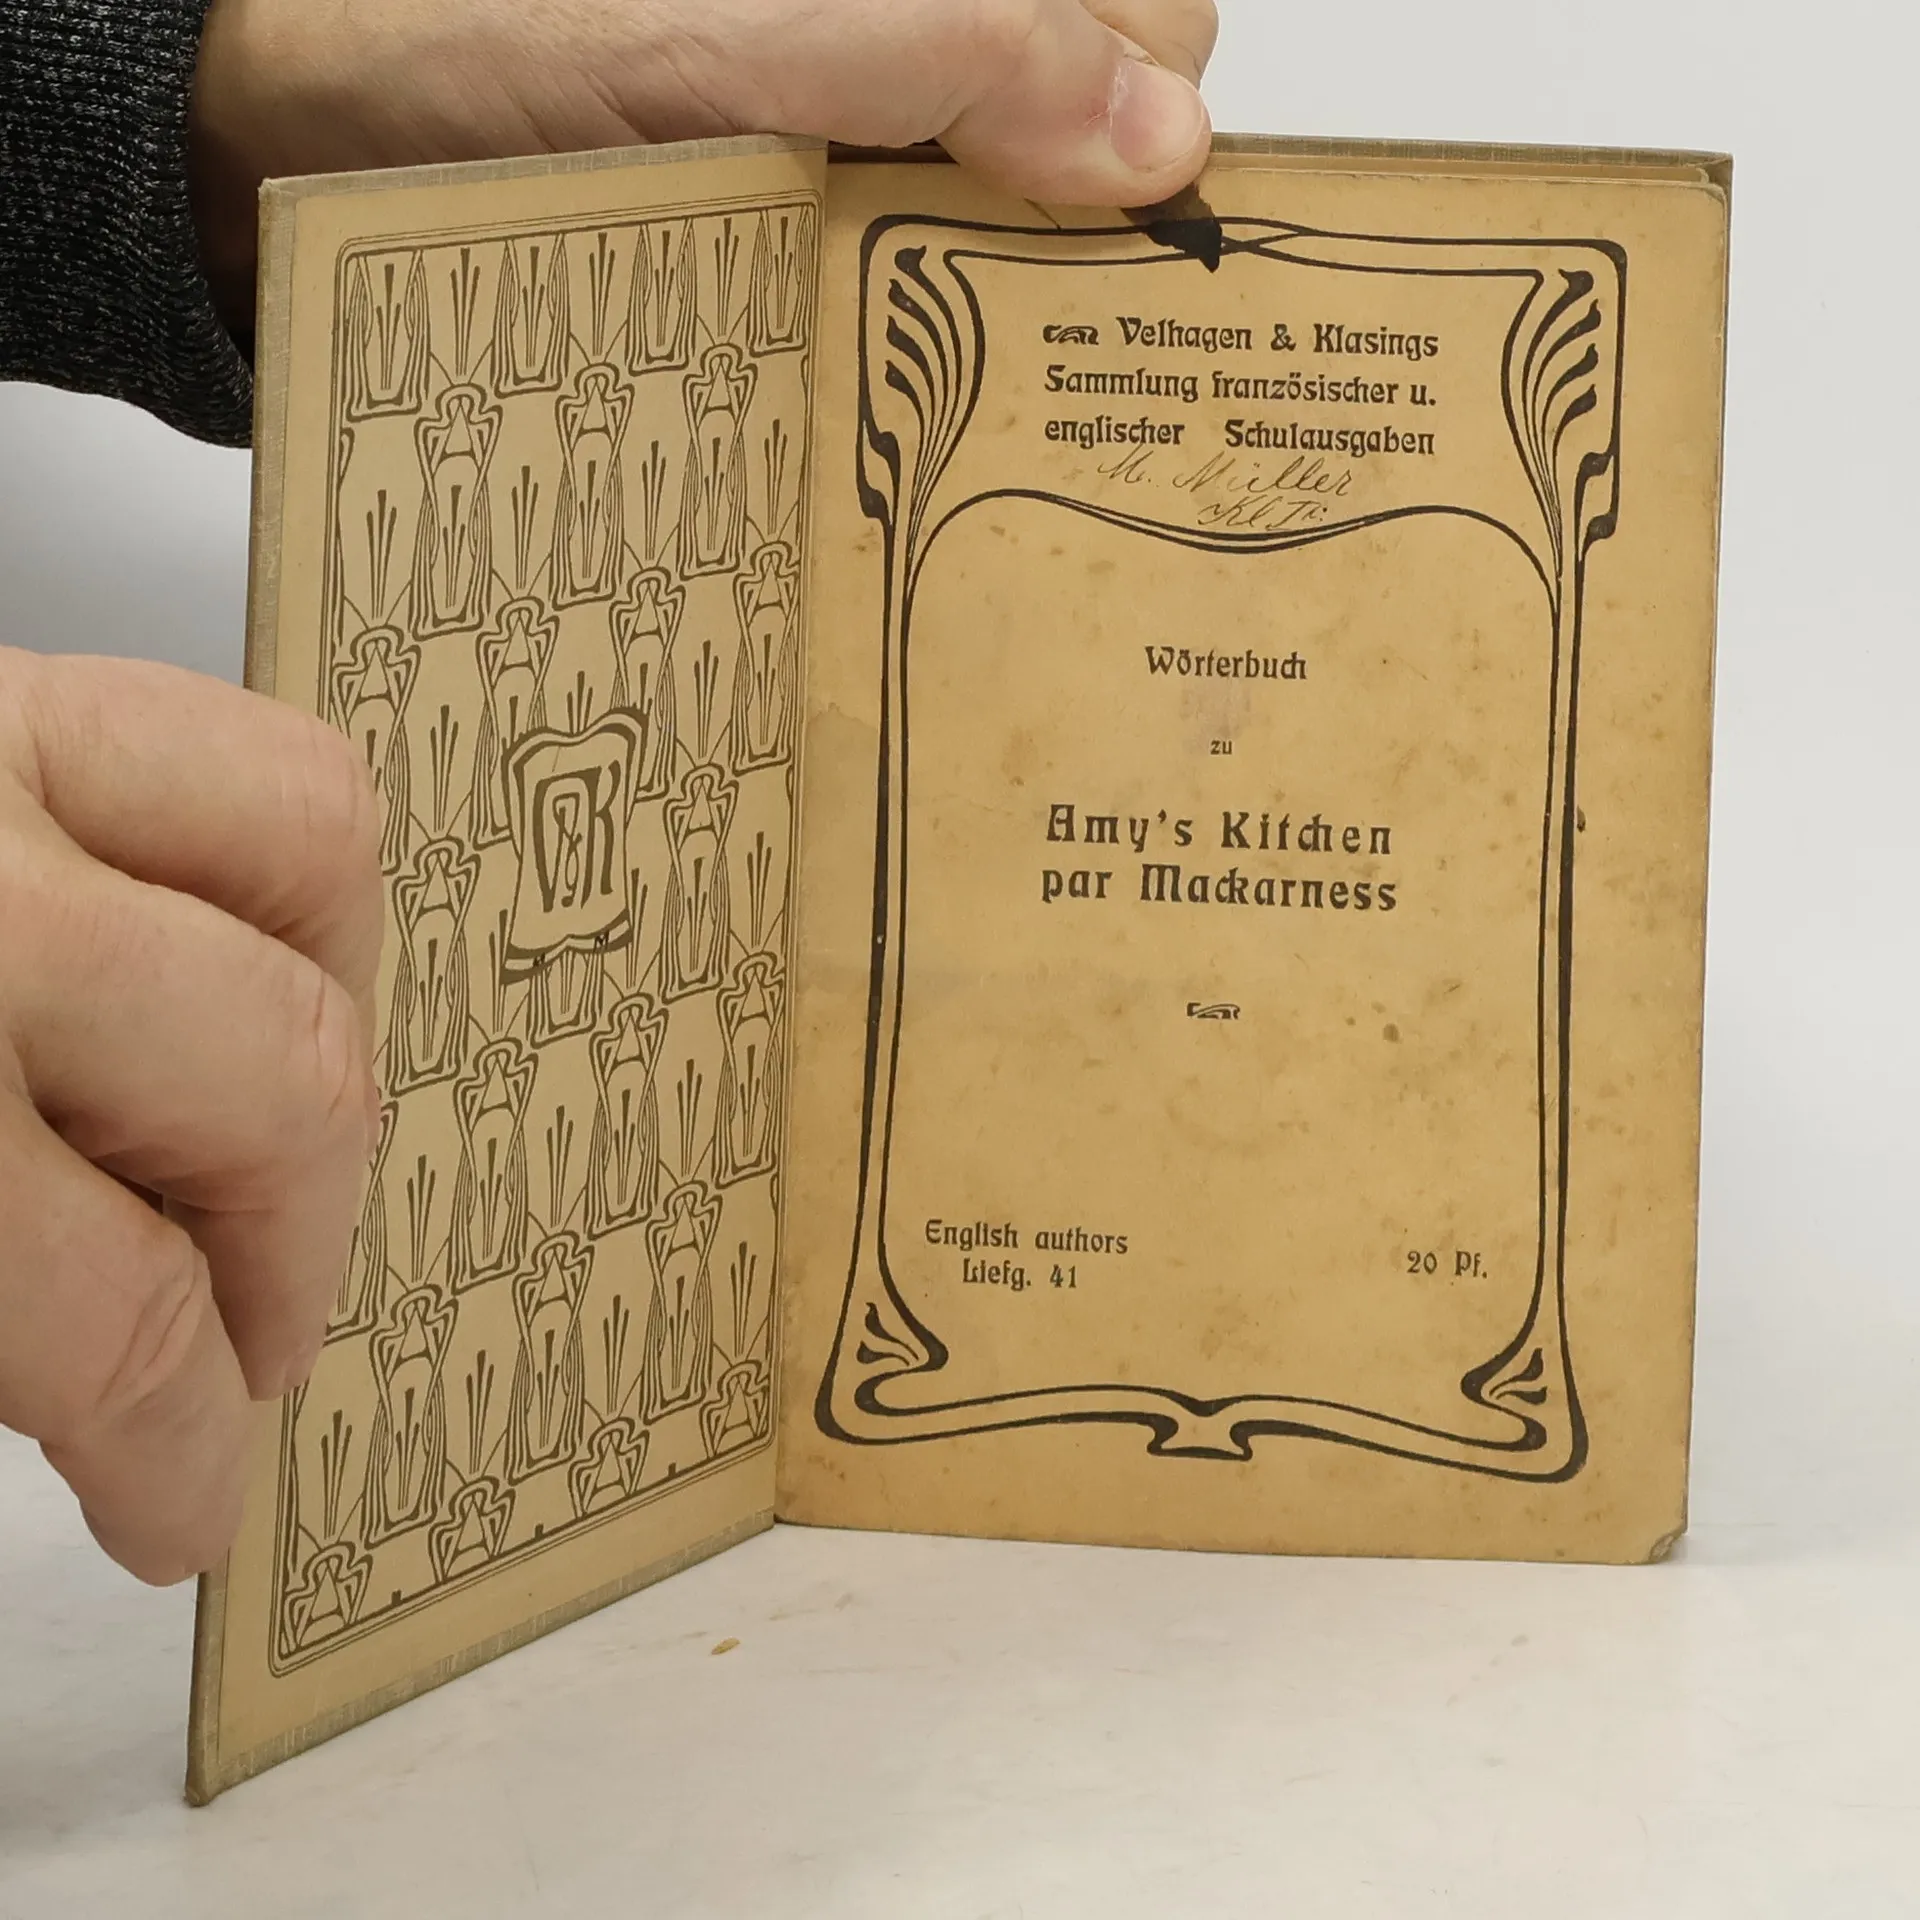 V&K
Velhagen & Klasings
Sammlung französischer u.
englischer Schulausgaben
M. Müller
Wörterbuch
zu
Amy's Kitchen
par Mackarness
English authors
Liefg. 41
20 Pf.